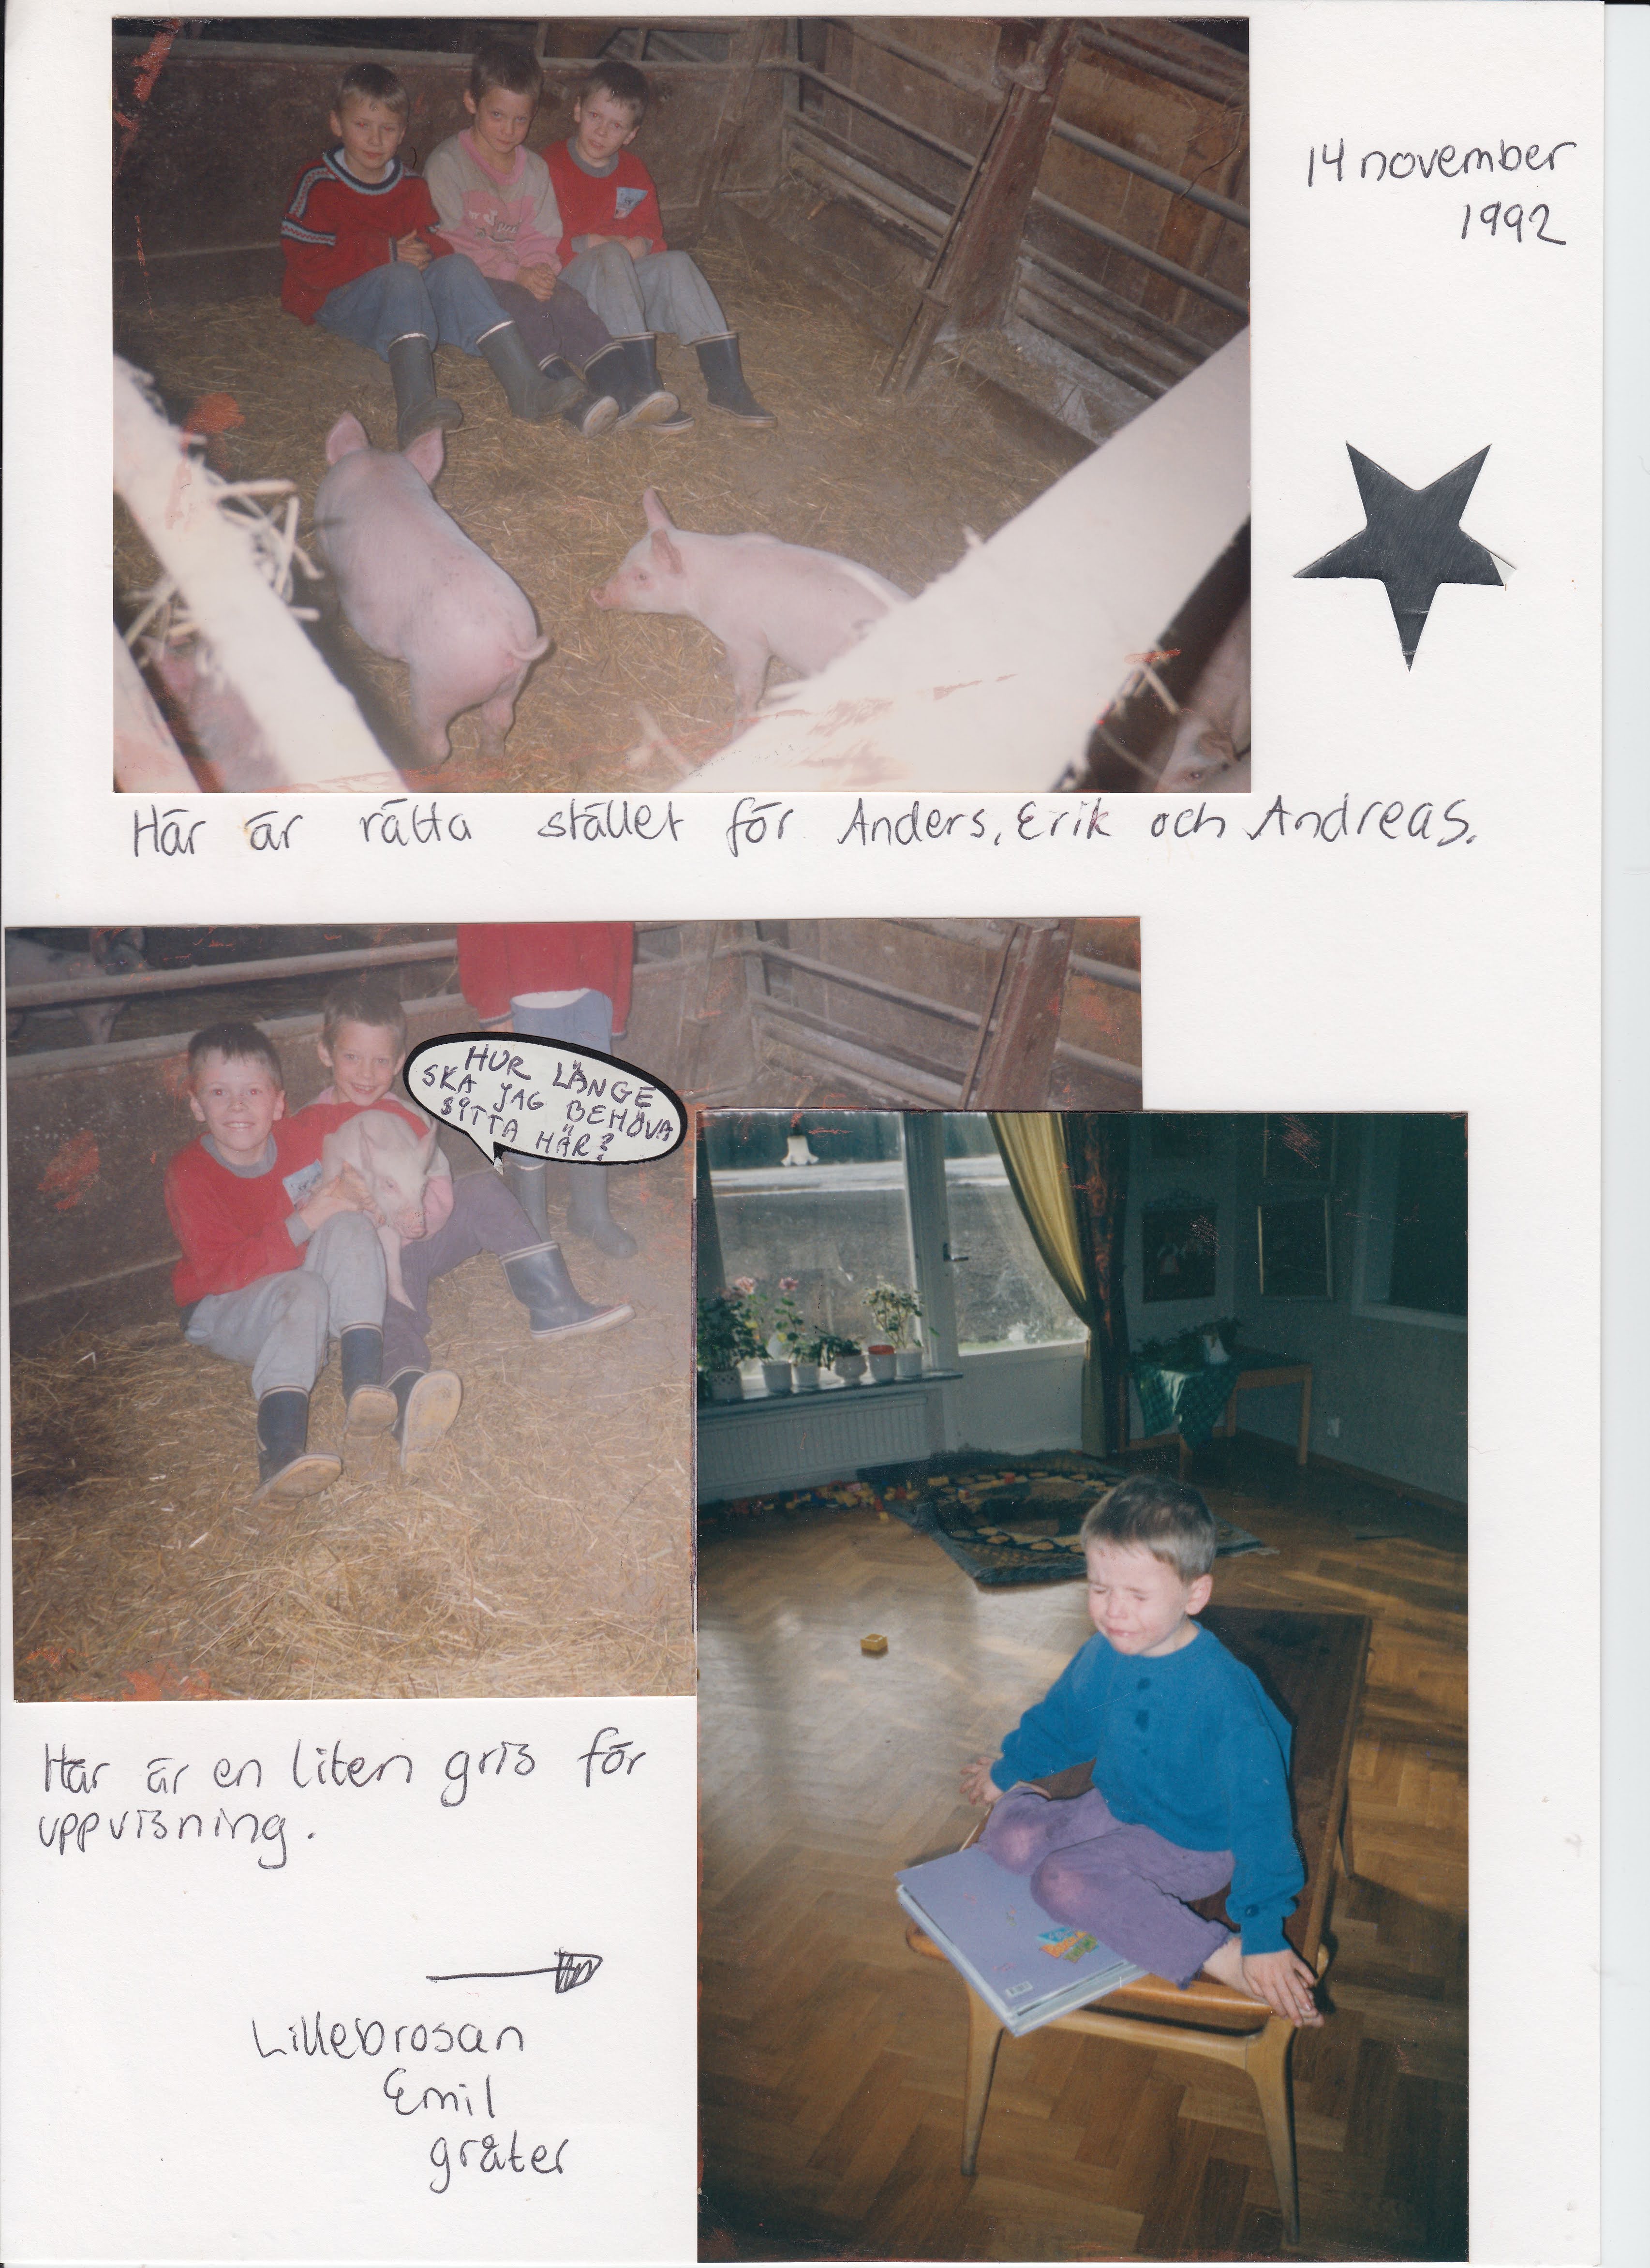 14 november
1992
Här är rätta stället för Anders, Erik och Andreas.
HUR LÄNGE
SKA JAG BEHÖVA
SITTA HÄR?
Här är en liten gris för
uppvisning.
Lillebrosan
Emil
gråter